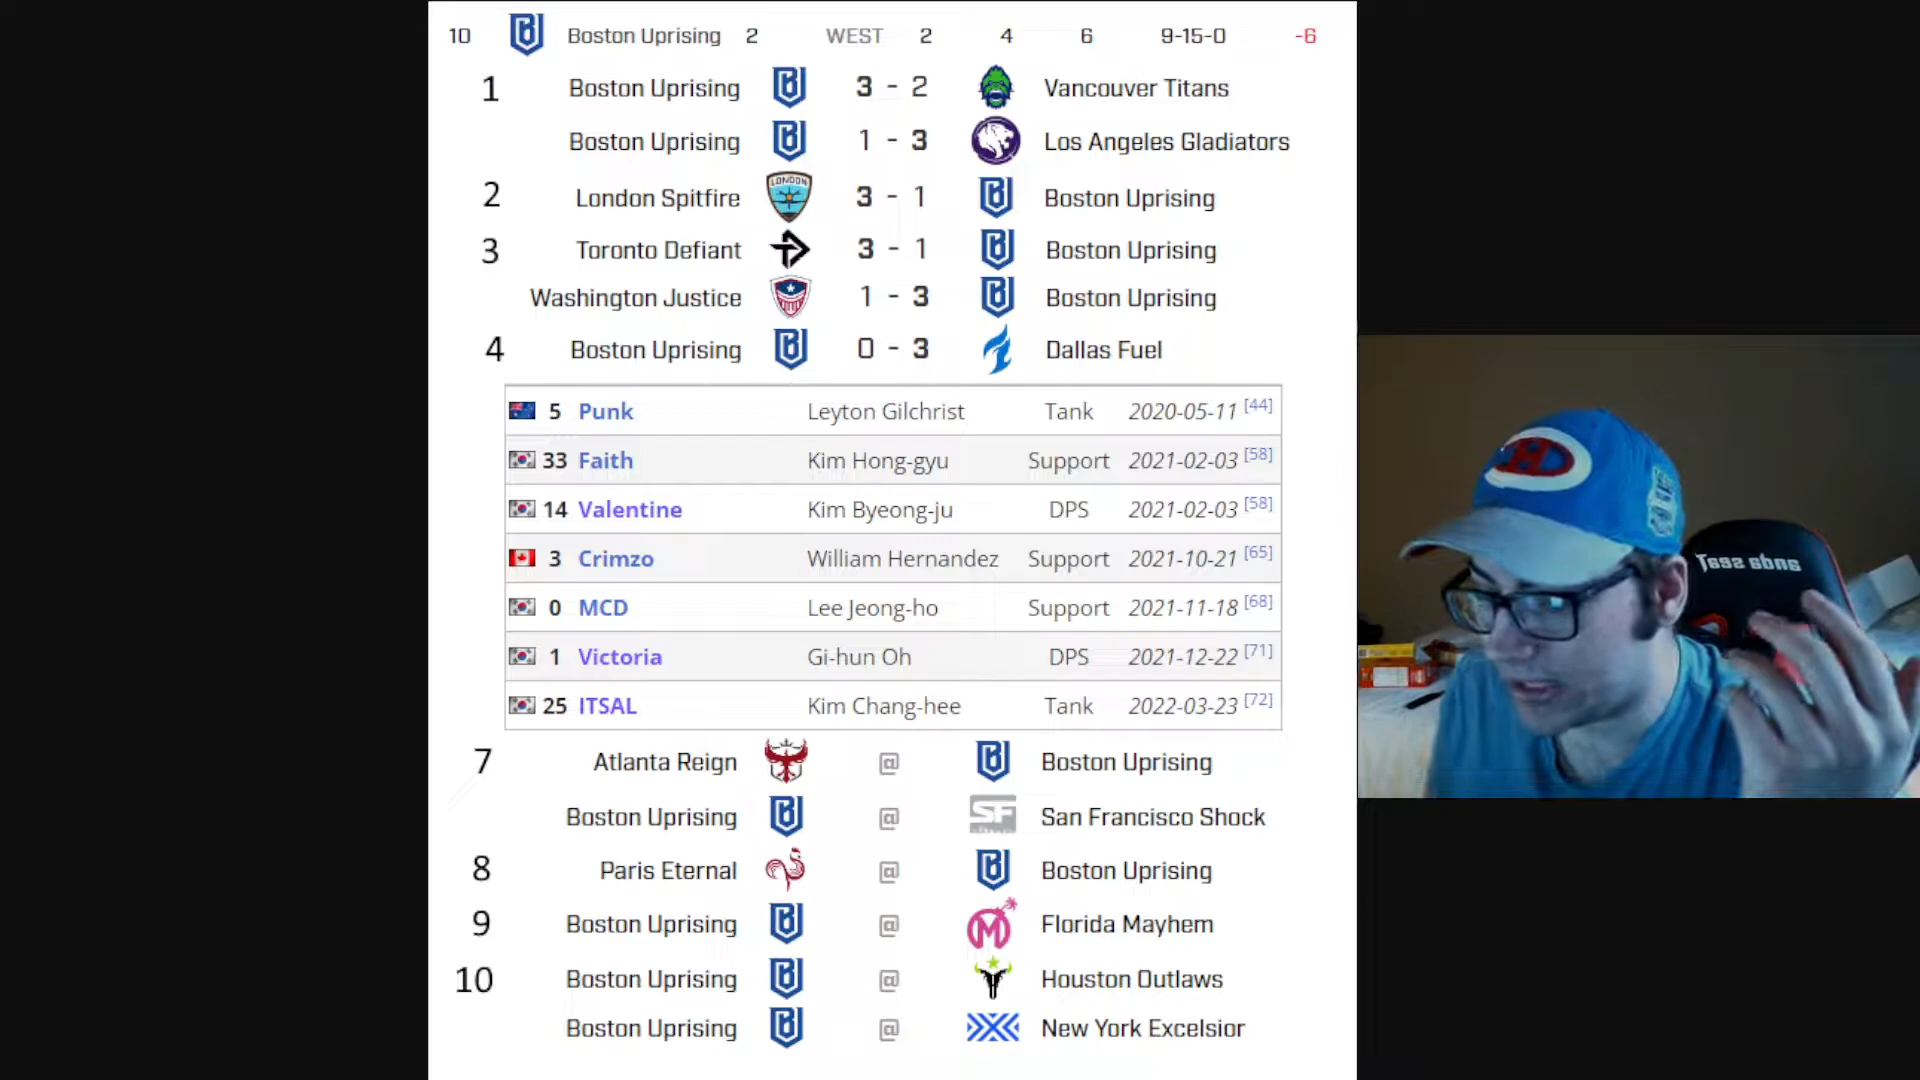 10 Boston Uprising 2 WEST 2 4 6 9-15-0 -6
1 Boston Uprising 3 - 2 Vancouver Titans
Boston Uprising 1 - 3 Los Angeles Gladiators
2 London Spitfire LONDON 3 - 1 Boston Uprising
3 Toronto Defiant 3 - 1 Boston Uprising
Washington Justice 1 - 3 Boston Uprising
4 Boston Uprising 0 - 3 Dallas Fuel
5 Punk Leyton Gilchrist Tank 2020-05-11 [44]
33 Faith Kim Hong-gyu Support 2021-02-03 [58]
14 Valentine Kim Byeong-ju DPS 2021-02-03 [58]
3 Crimzo William Hernandez Support 2021-10-21 [65]
0 MCD Lee Jeong-ho Support 2021-11-18 [68]
1 Victoria Gi-hun Oh DPS 2021-12-22 [71]
25 ITSAL Kim Chang-hee Tank 2022-03-23 [72]
7 Atlanta Reign @ Boston Uprising
Boston Uprising @ SF San Francisco Shock
8 Paris Eternal @ Boston Uprising
9 Boston Uprising @ M Florida Mayhem
10 Boston Uprising @ Houston Outlaws
Boston Uprising @ New York Excelsior